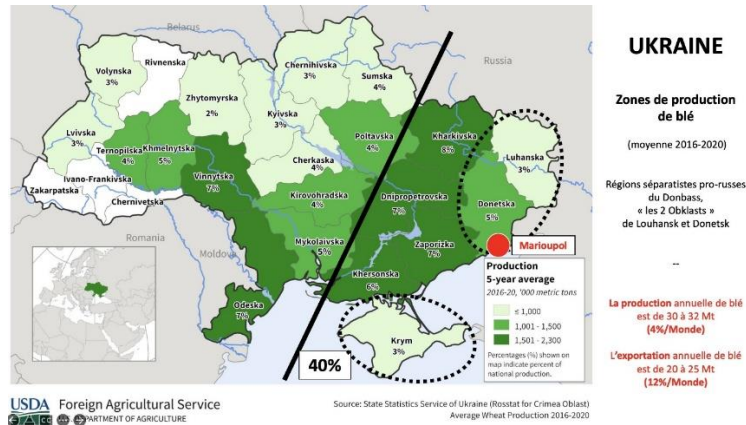 Belarus
Russia
Romania
Moldova
Volynska
3%
Rivnenska
Zhytomyrska
2%
Chernihivska
3%
Sumska
4%
Kyivska
3%
Lvivska
3%
Ternopilska
4%
Khmelnytska
5%
Ivano-Frankivska
Zakarpatska
Chernivetska
Vinnytska
7%
Cherkaska
4%
Poltavska
4%
Kharkivska
8%
Luhanska
3%
Kirovohradska
4%
Dnipropetrovska
7%
Donetska
5%
Mykolaivska
5%
Zaporizka
7%
Khersonska
6%
Odeska
7%
Krym
3%
40%
Marioupol
Production
5-year average
2016-20, '000 metric tons
≤ 1,000
1,001 - 1,500
1,501 - 2,300
Percentages (%) shown on
map indicate percent of
national production.
USDA Foreign Agricultural Service
DEPARTMENT OF AGRICULTURE
Source: State Statistics Service of Ukraine (Rosstat for Crimea Oblast)
Average Wheat Production 2016-2020
UKRAINE
Zones de production
de blé
(moyenne 2016-2020)
Régions séparatistes pro-russes
du Donbass,
« les 2 Obklasts »
de Louhansk et Donetsk
--
La production annuelle de blé
est de 30 à 32 Mt
(4%/Monde)
L'exportation annuelle de blé
est de 20 à 25 Mt
(12%/Monde)